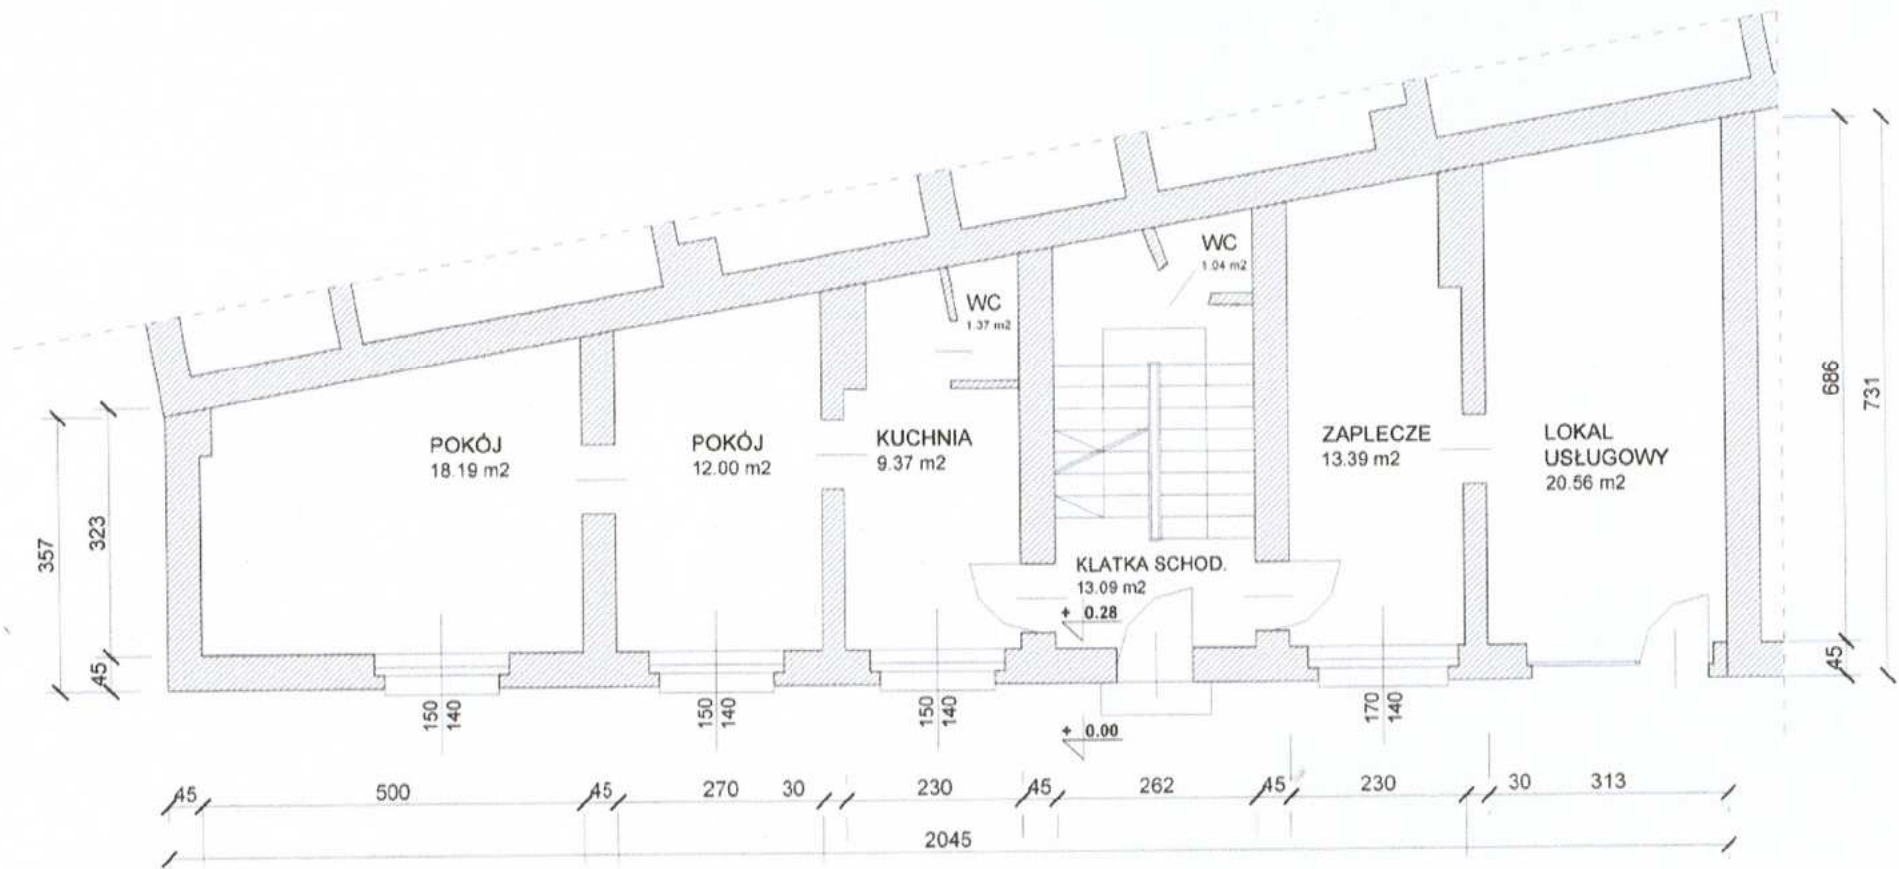 WC
1.04 m2
WC
1.37 m2
POKÓJ
18.19 m2
POKÓJ
12.00 m2
KUCHNIA
9.37 m2
ZAPLECZE
13.39 m2
LOKAL
USŁUGOWY
20.56 m2
KLATKA SCHOD.
13.09 m2
+ 0.28
+ 0.00
357
323
45
686
731
45
150
140
150
140
150
140
170
140
45
500
45
270
30
230
45
262
45
230
30
313
2045